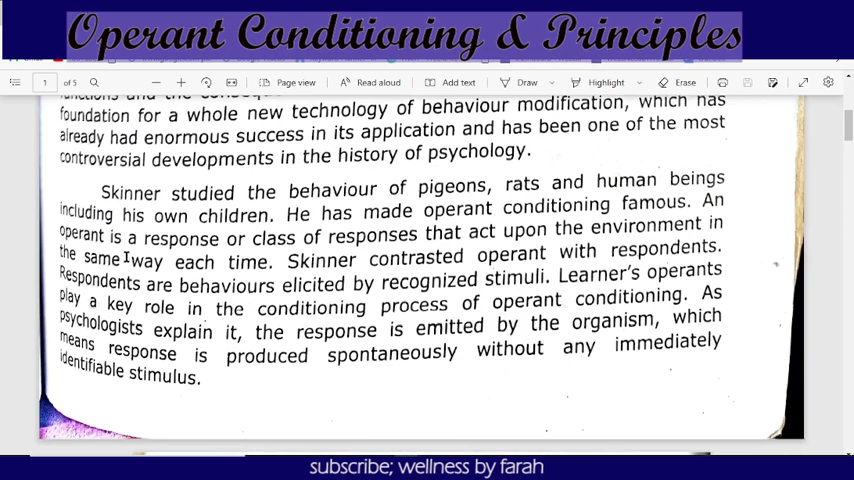 Operant Conditioning & Principles
1 of 5
Page view
Read aloud
Add text
Draw
Highlight
Erase
functions and the
foundation for a whole new technology of behaviour modification, which has
already had enormous success in its application and has been one of the most
controversial developments in the history of psychology.
Skinner studied the behaviour of pigeons, rats and human beings
including his own children. He has made operant conditioning famous. An
operant is a response or class of responses that act upon the environment in
the same way each time. Skinner contrasted operant with respondents.
Respondents are behaviours elicited by recognized stimuli. Learner's operants
play a key role in the conditioning process of operant conditioning. As
psychologists explain it, the response is emitted by the organism, which
means response is produced spontaneously without any immediately
identifiable stimulus.
subscribe; wellness by farah